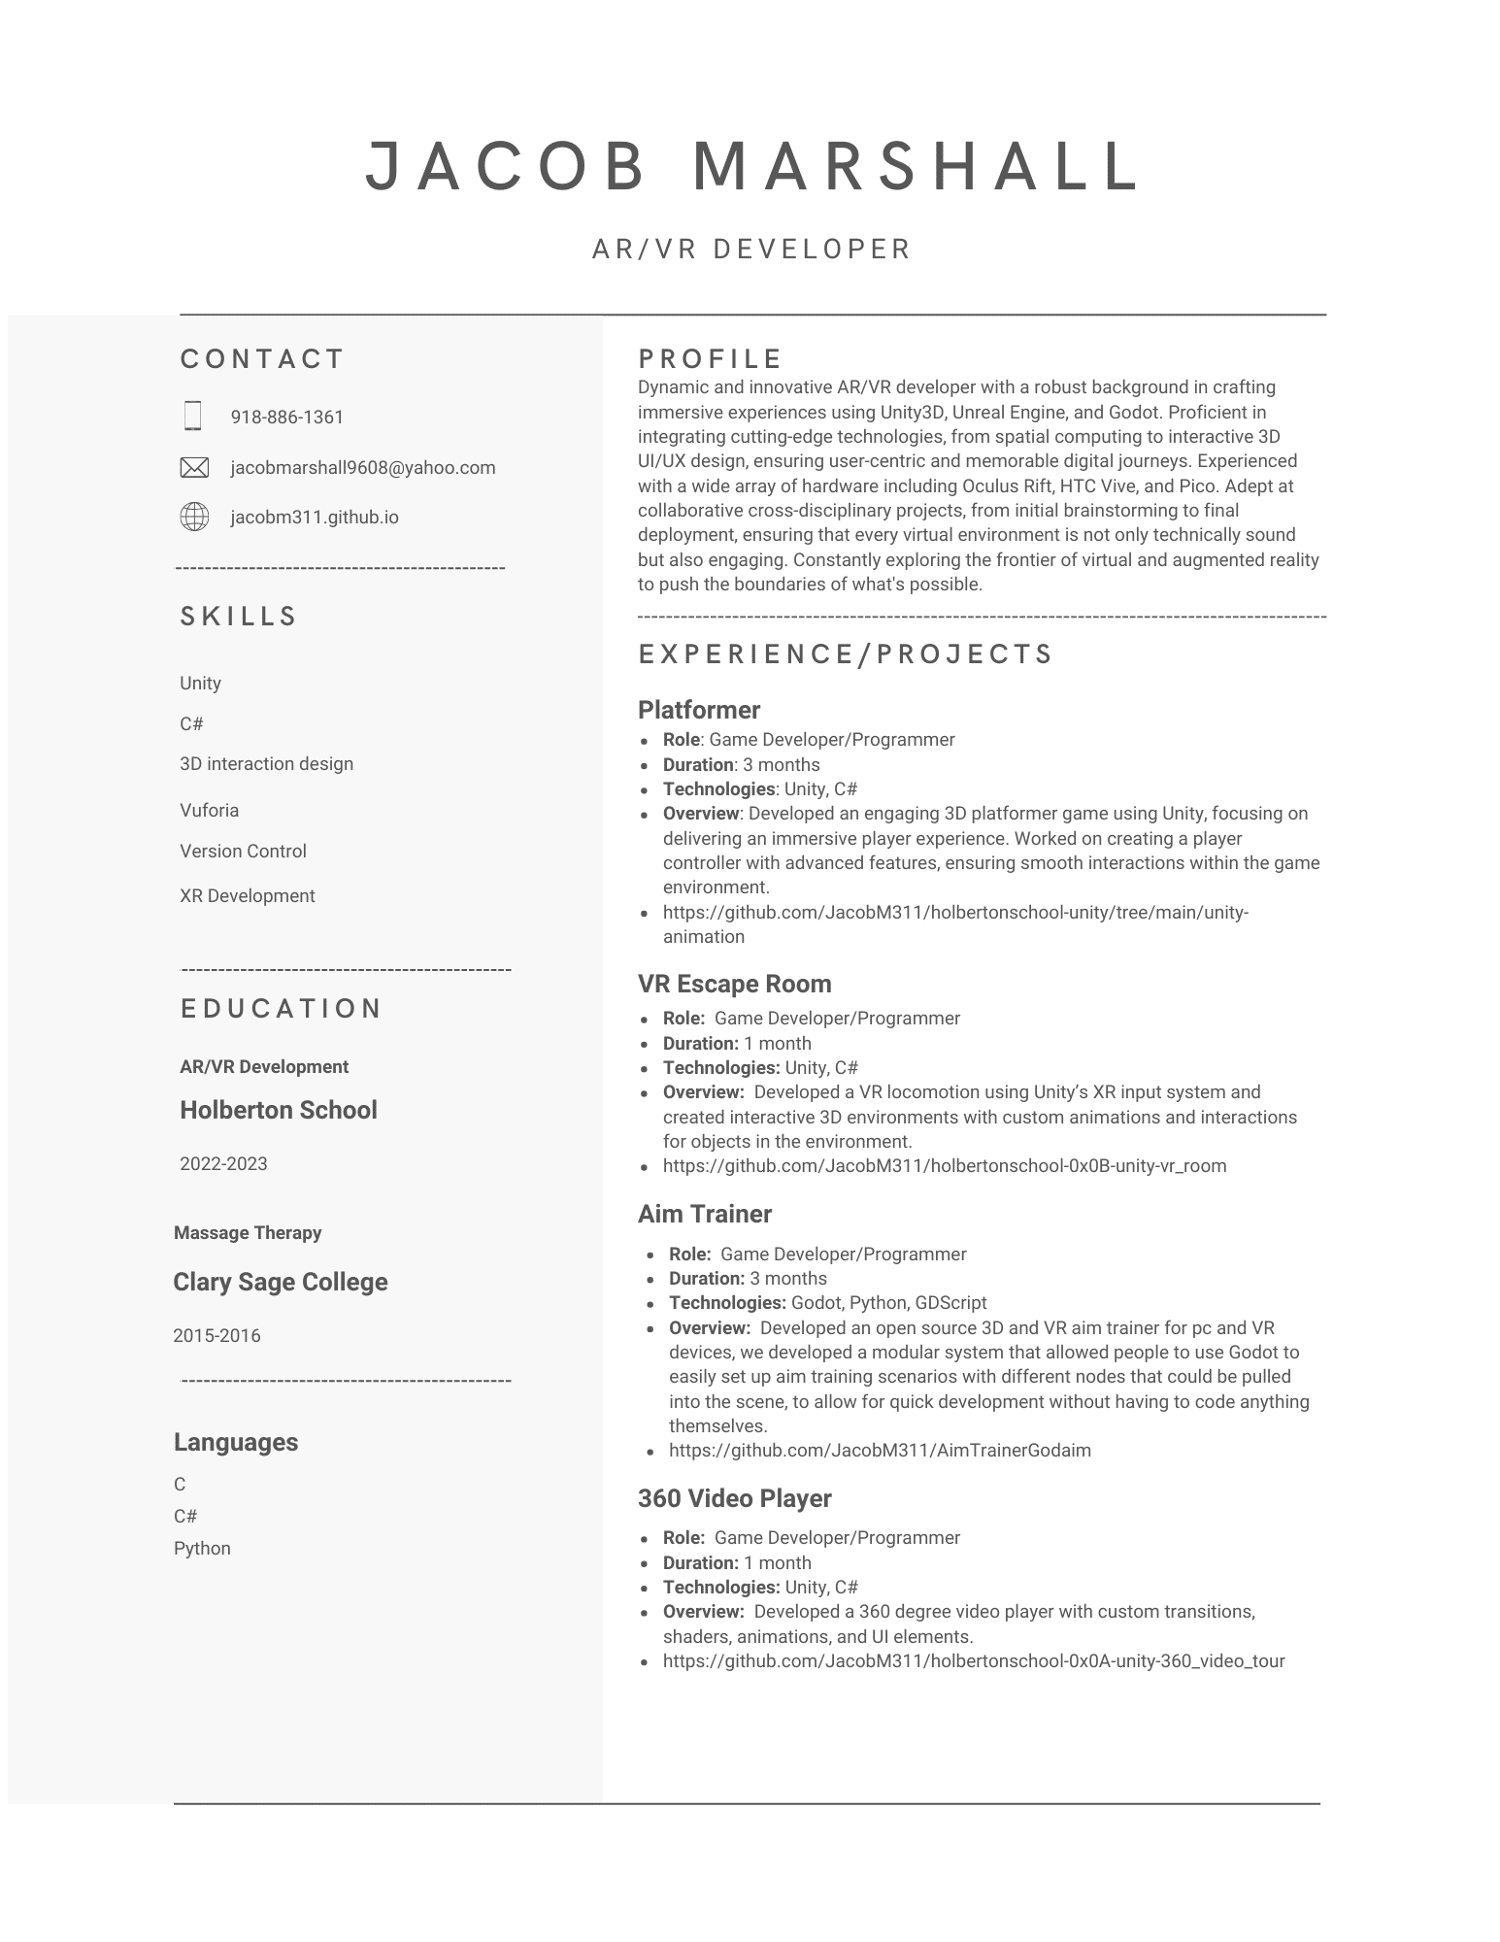 JACOB MARSHALL
AR/VR DEVELOPER
CONTACT
918-886-1361
jacobmarshall9608@yahoo.com
jacobm311.github.io
SKILLS
Unity
C#
3D interaction design
Vuforia
Version Control
XR Development
EDUCATION
AR/VR Development
Holberton School
2022-2023
Massage Therapy
Clary Sage College
2015-2016
Languages
C
C#
Python
PROFILE
Dynamic and innovative AR/VR developer with a robust background in crafting
immersive experiences using Unity3D, Unreal Engine, and Godot. Proficient in
integrating cutting-edge technologies, from spatial computing to interactive 3D
UI/UX design, ensuring user-centric and memorable digital journeys. Experienced
with a wide array of hardware including Oculus Rift, HTC Vive, and Pico. Adept at
collaborative cross-disciplinary projects, from initial brainstorming to final
deployment, ensuring that every virtual environment is not only technically sound
but also engaging. Constantly exploring the frontier of virtual and augmented reality
to push the boundaries of what's possible.
EXPERIENCE/PROJECTS
Platformer
• Role: Game Developer/Programmer
• Duration: 3 months
• Technologies: Unity, C#
• Overview: Developed an engaging 3D platformer game using Unity, focusing on
delivering an immersive player experience. Worked on creating a player
controller with advanced features, ensuring smooth interactions within the game
environment.
• https://github.com/JacobM311/holbertonschool-unity/tree/main/unity-
animation
VR Escape Room
• Role: Game Developer/Programmer
• Duration: 1 month
• Technologies: Unity, C#
• Overview: Developed a VR locomotion using Unity’s XR input system and
created interactive 3D environments with custom animations and interactions
for objects in the environment.
• https://github.com/JacobM311/holbertonschool-0x0B-unity-vr_room
Aim Trainer
• Role: Game Developer/Programmer
• Duration: 3 months
• Technologies: Godot, Python, GDScript
• Overview: Developed an open source 3D and VR aim trainer for pc and VR
devices, we developed a modular system that allowed people to use Godot to
easily set up aim training scenarios with different nodes that could be pulled
into the scene, to allow for quick development without having to code anything
themselves.
• https://github.com/JacobM311/AimTrainerGodaim
360 Video Player
• Role: Game Developer/Programmer
• Duration: 1 month
• Technologies: Unity, C#
• Overview: Developed a 360 degree video player with custom transitions,
shaders, animations, and UI elements.
• https://github.com/JacobM311/holbertonschool-0x0A-unity-360_video_tour